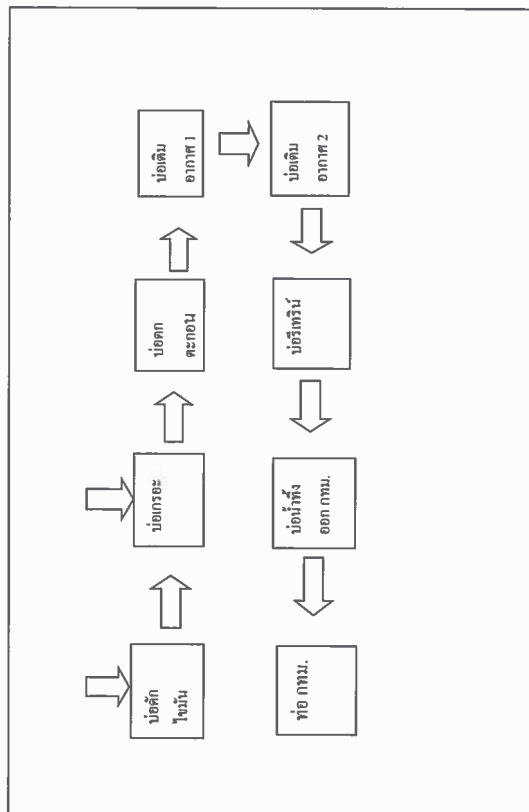 บ่อดัก
ไขมัน
บ่อเกรอะ
บ่อตก
ตะกอน
บ่อเติม
อากาศ 1
บ่อเติม
อากาศ 2
บ่อรีเทริน์
บ่อน้ำทิ้ง
ออก กทม.
ท่อ กทม.